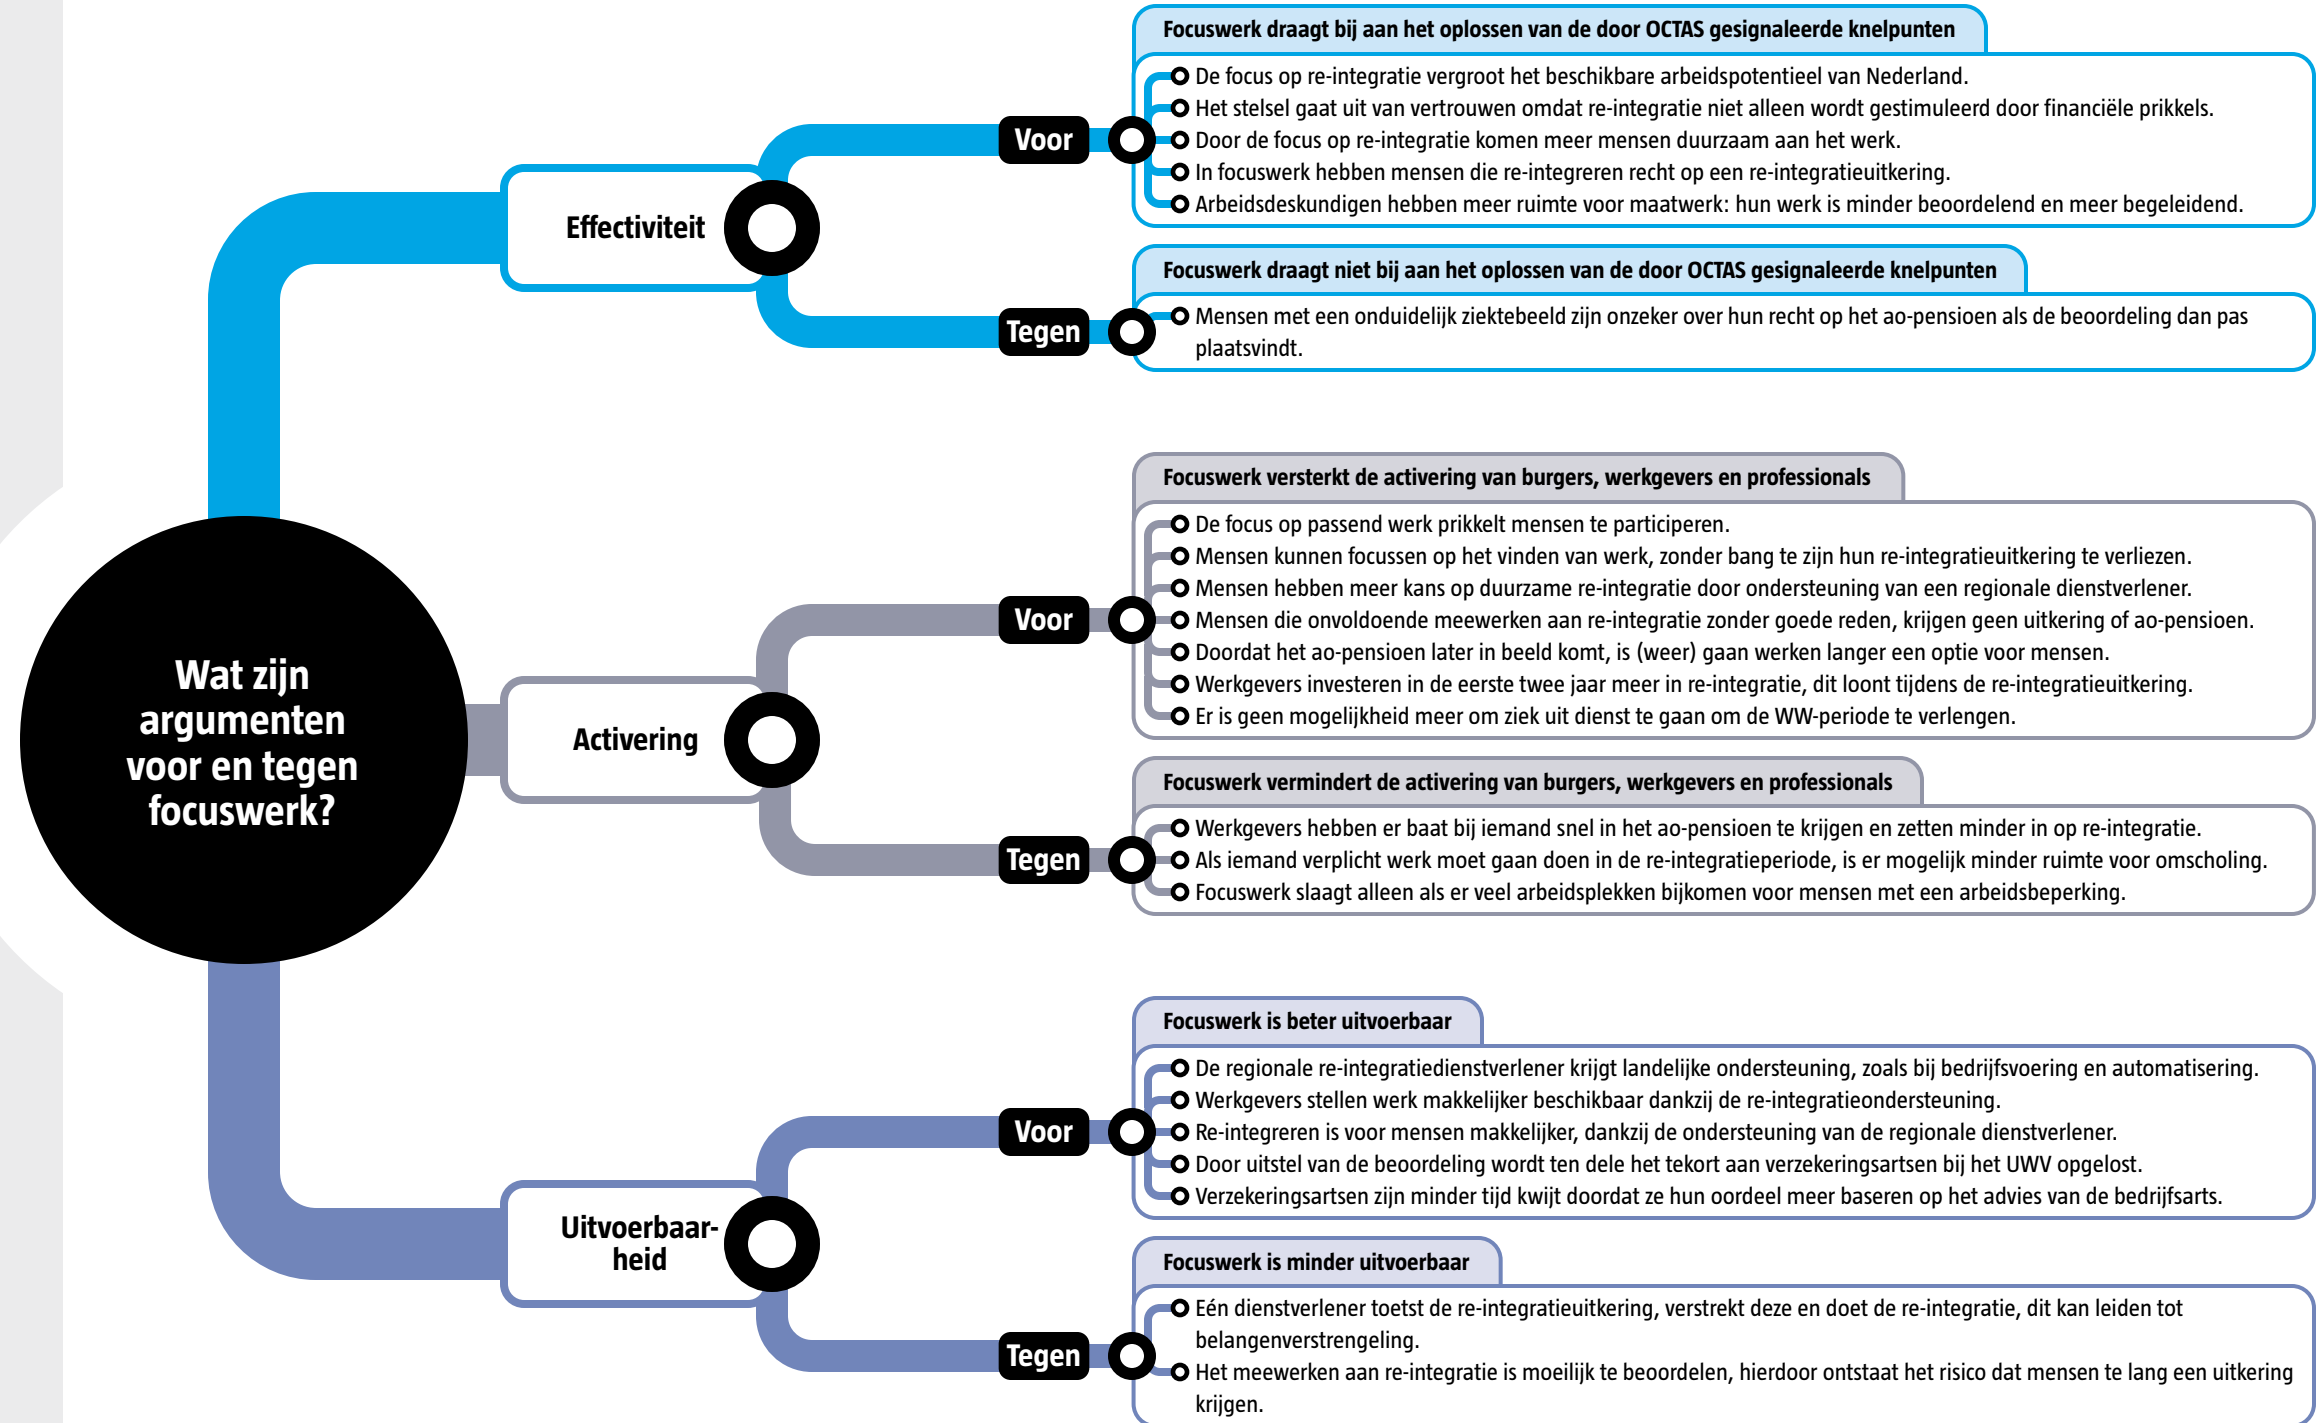 Wat zijn
argumenten
voor en tegen
focuswerk?
Effectiviteit
Voor
Focuswerk draagt bij aan het oplossen van de door OCTAS gesignaleerde knelpunten
De focus op re-integratie vergroot het beschikbare arbeidspotentieel van Nederland.
Het stelsel gaat uit van vertrouwen omdat re-integratie niet alleen wordt gestimuleerd door financiële prikkels.
Door de focus op re-integratie komen meer mensen duurzaam aan het werk.
In focuswerk hebben mensen die re-integreren recht op een re-integratieuitkering.
Arbeidsdeskundigen hebben meer ruimte voor maatwerk: hun werk is minder beoordelend en meer begeleidend.
Tegen
Focuswerk draagt niet bij aan het oplossen van de door OCTAS gesignaleerde knelpunten
Mensen met een onduidelijk ziektebeeld zijn onzeker over hun recht op het ao-pensioen als de beoordeling dan pas
plaatsvindt.
Activering
Voor
Focuswerk versterkt de activering van burgers, werkgevers en professionals
De focus op passend werk prikkelt mensen te participeren.
Mensen kunnen focussen op het vinden van werk, zonder bang te zijn hun re-integratieuitkering te verliezen.
Mensen hebben meer kans op duurzame re-integratie door ondersteuning van een regionale dienstverlener.
Mensen die onvoldoende meewerken aan re-integratie zonder goede reden, krijgen geen uitkering of ao-pensioen.
Doordat het ao-pensioen later in beeld komt, is (weer) gaan werken langer een optie voor mensen.
Werkgevers investeren in de eerste twee jaar meer in re-integratie, dit loont tijdens de re-integratieuitkering.
Er is geen mogelijkheid meer om ziek uit dienst te gaan om de WW-periode te verlengen.
Tegen
Focuswerk vermindert de activering van burgers, werkgevers en professionals
Werkgevers hebben er baat bij iemand snel in het ao-pensioen te krijgen en zetten minder in op re-integratie.
Als iemand verplicht werk moet gaan doen in de re-integratieperiode, is er mogelijk minder ruimte voor omscholing.
Focuswerk slaagt alleen als er veel arbeidsplekken bijkomen voor mensen met een arbeidsbeperking.
Uitvoerbaar-
heid
Voor
Focuswerk is beter uitvoerbaar
De regionale re-integratiedienstverlener krijgt landelijke ondersteuning, zoals bij bedrijfsvoering en automatisering.
Werkgevers stellen werk makkelijker beschikbaar dankzij de re-integratieondersteuning.
Re-integreren is voor mensen makkelijker, dankzij de ondersteuning van de regionale dienstverlener.
Door uitstel van de beoordeling wordt ten dele het tekort aan verzekeringsartsen bij het UWV opgelost.
Verzekeringsartsen zijn minder tijd kwijt doordat ze hun oordeel meer baseren op het advies van de bedrijfsarts.
Tegen
Focuswerk is minder uitvoerbaar
Eén dienstverlener toetst de re-integratieuitkering, verstrekt deze en doet de re-integratie, dit kan leiden tot
belangenverstrengeling.
Het meewerken aan re-integratie is moeilijk te beoordelen, hierdoor ontstaat het risico dat mensen te lang een uitkering
krijgen.